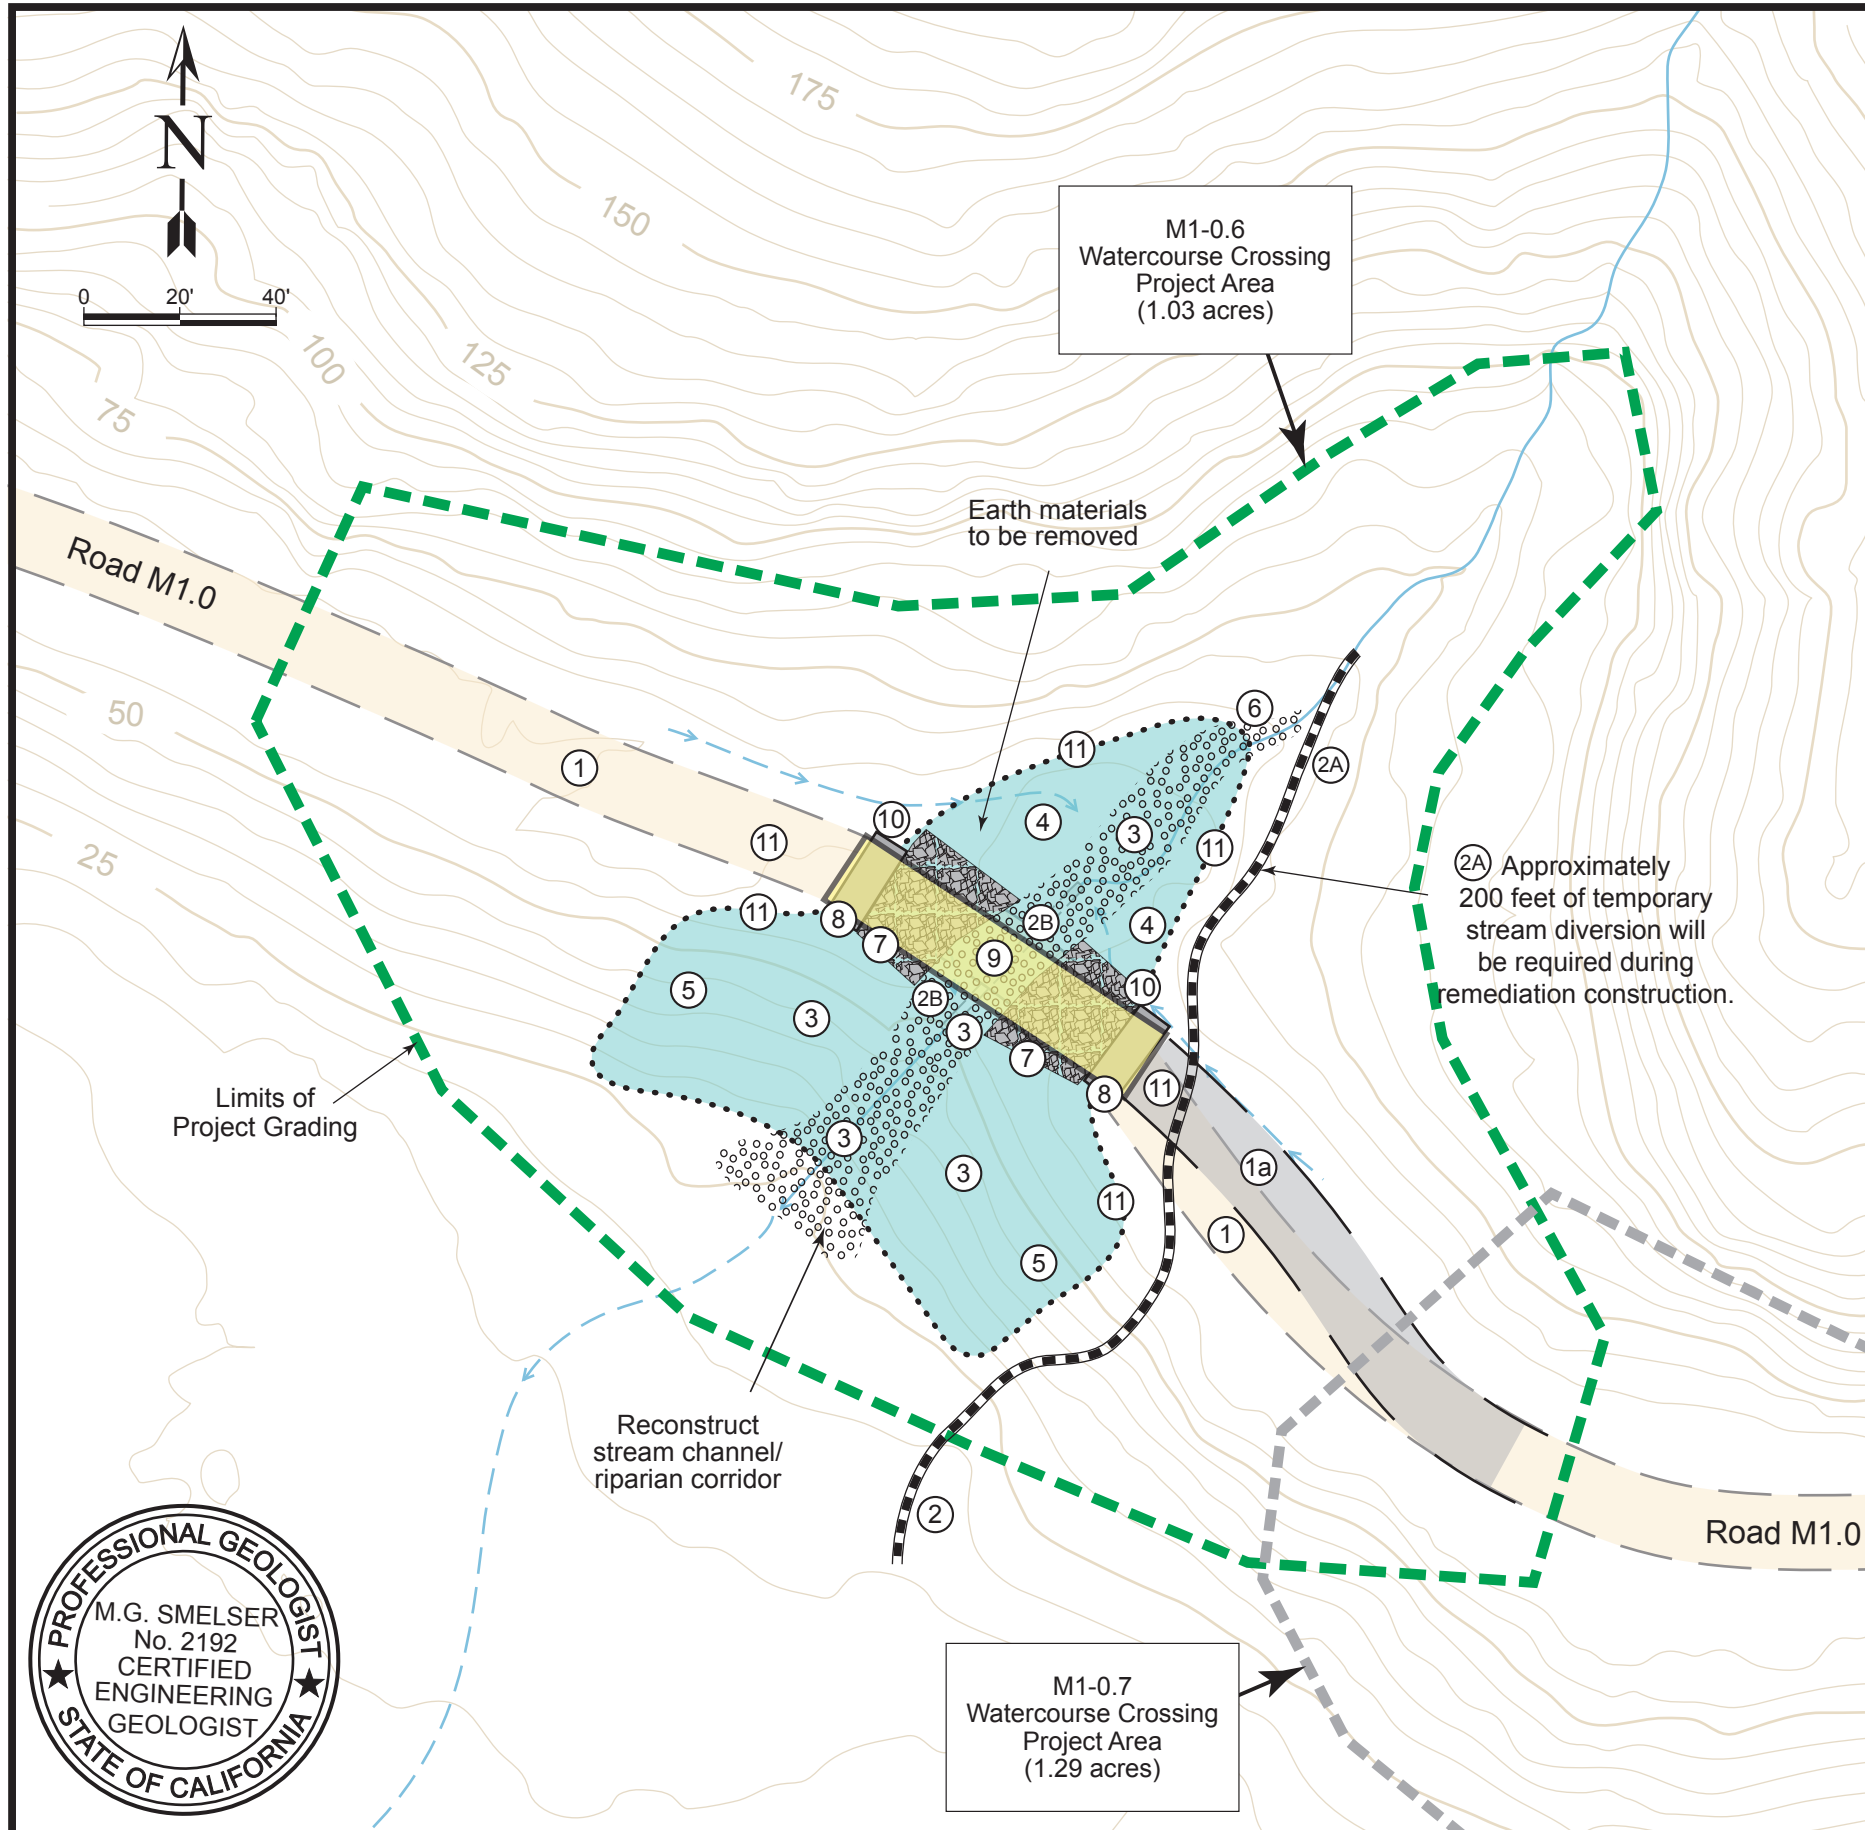 175
N
150
M1-0.6
Watercourse Crossing
Project Area
(1.03 acres)
0 20' 40'
100
125
75
Earth materials
to be removed
Road M1.0
50
6
11
2A
1
10
4
3
11
11
25
2A Approximately
200 feet of temporary
stream diversion will
be required during
remediation construction.
11
8
7
2B
4
9
5
3
2B
10
3
7
8
11
Limits of
Project Grading
3
3
1a
11
1
5
Reconstruct
stream channel/
riparian corridor
2
Road M1.0
PROFESSIONAL GEOLOGIST
M.G. SMELSER
No. 2192
CERTIFIED
ENGINEERING
GEOLOGIST
STATE OF CALIFORNIA
M1-0.7
Watercourse Crossing
Project Area
(1.29 acres)